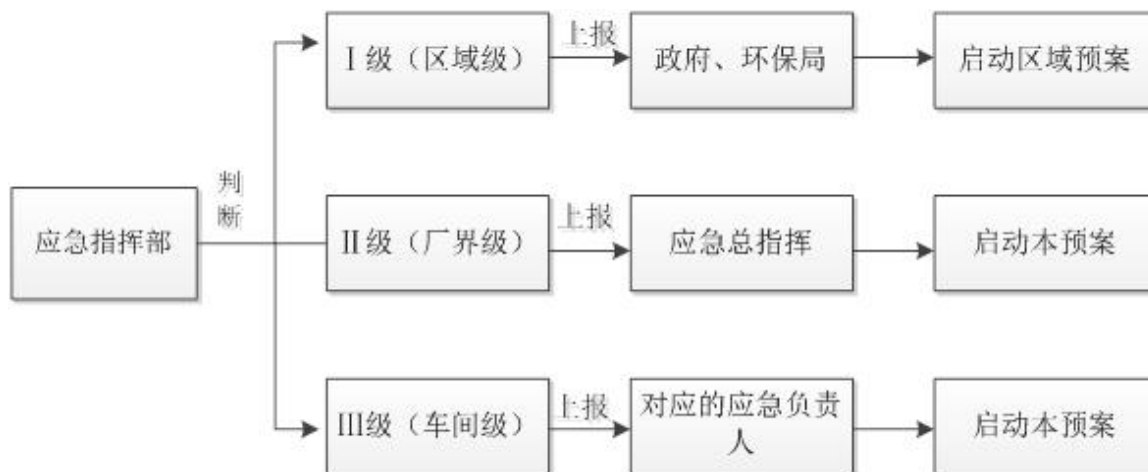 上报
Ⅰ级（区域级）
政府、环保局
启动区域预案
判
断
应急指挥部
上报
Ⅱ级（厂界级）
应急总指挥
启动本预案
上报
Ⅲ级（车间级）
对应的应急负责
人
启动本预案